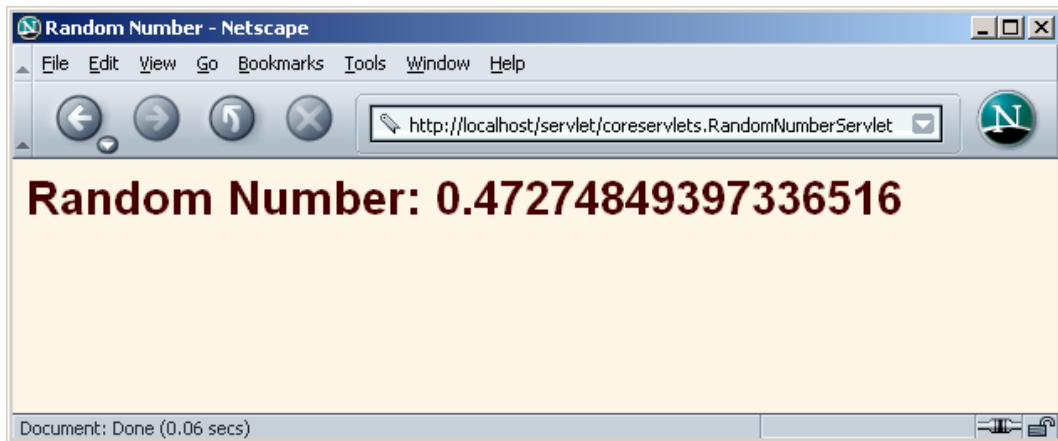 Random Number - Netscape
File Edit View Go Bookmarks Tools Window Help
http://localhost/servlet/coreservlets.RandomNumberServlet
N
Random Number: 0.47274849397336516
Document: Done (0.06 secs)